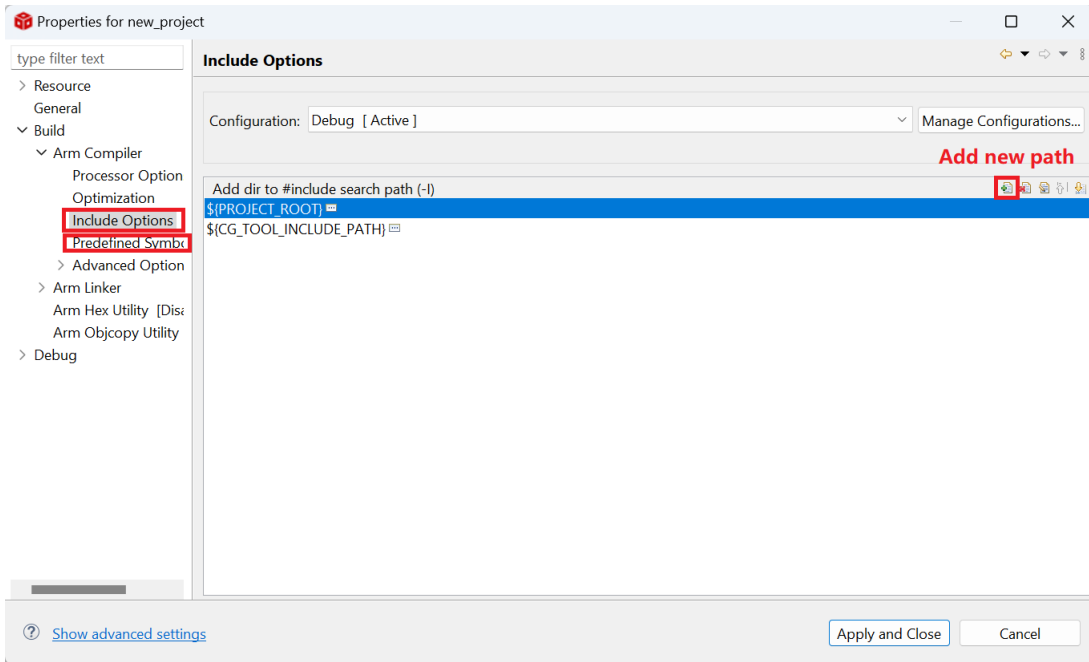 Properties for new_project
type filter text
Resource
General
Build
Arm Compiler
Processor Option
Optimization
Include Options
Predefined Symbo
Advanced Option
Arm Linker
Arm Hex Utility [Disa
Arm Objcopy Utility
Debug
Include Options
Configuration: Debug [ Active ] Manage Configurations...
Add new path
Add dir to #include search path (-I)
${PROJECT_ROOT}
${CG_TOOL_INCLUDE_PATH}
Show advanced settings
Apply and Close Cancel